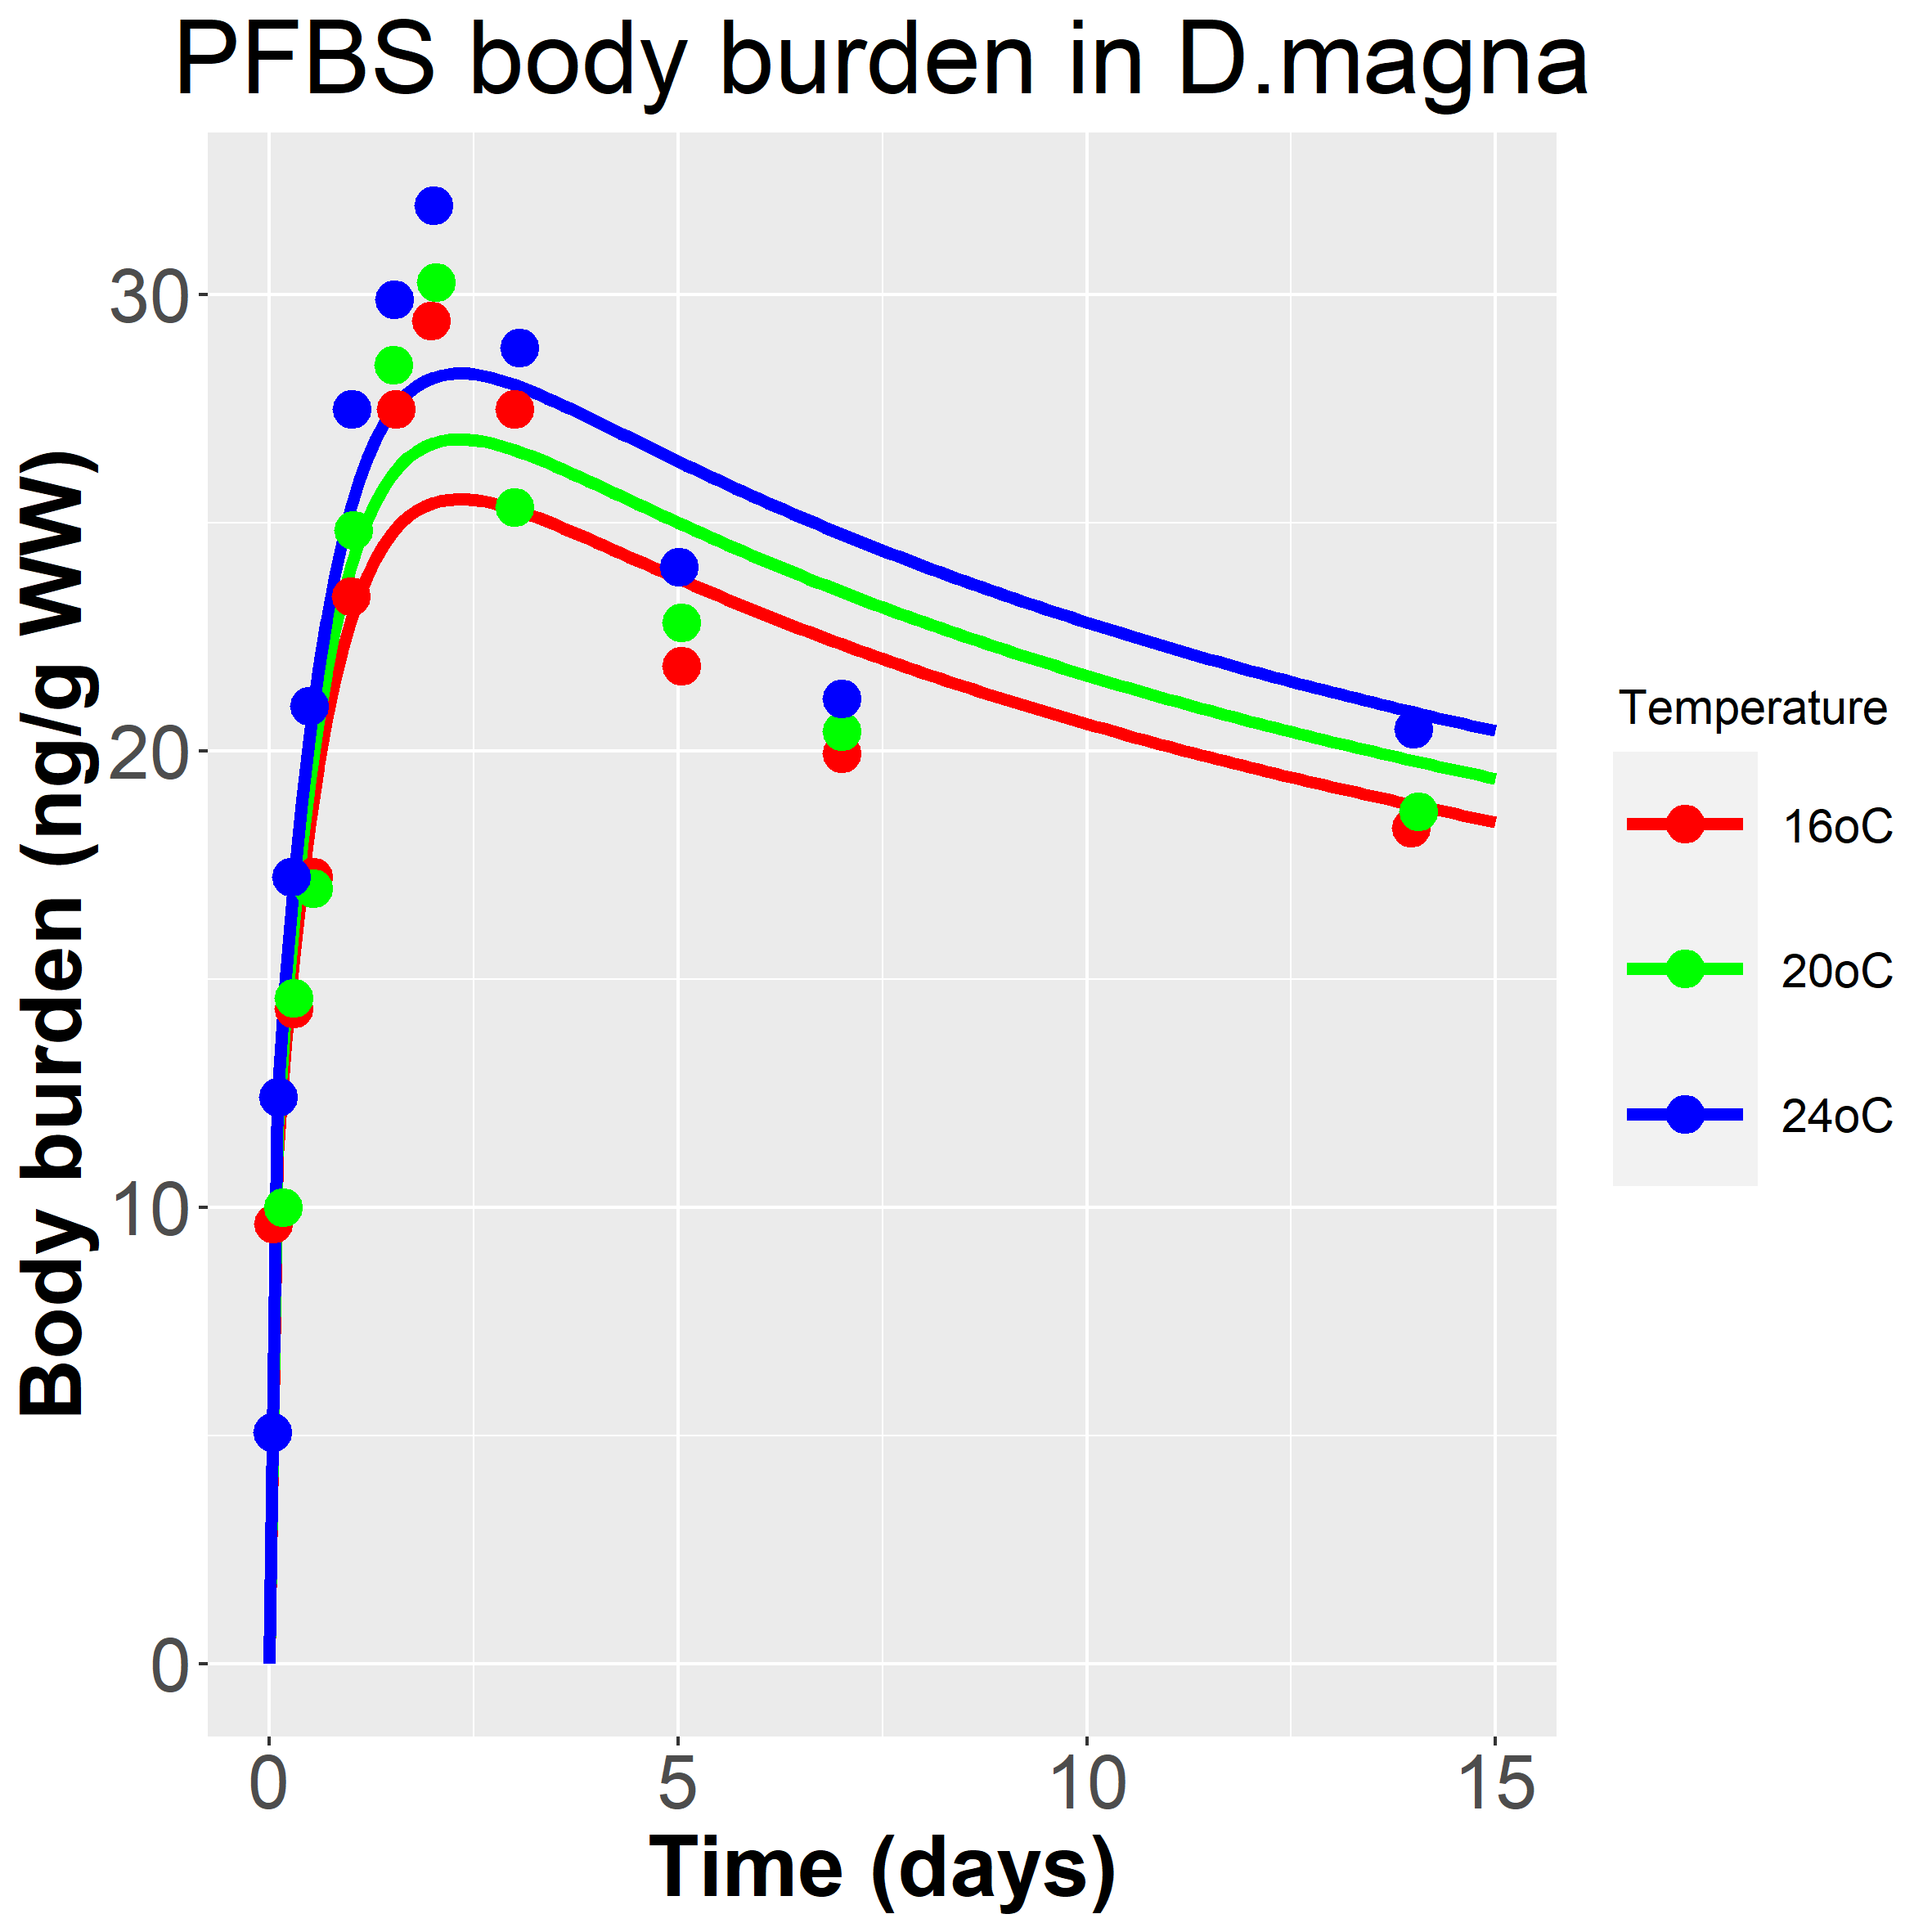 PFBS body burden in D.magna
Body burden (ng/g WW)
30
20
10
0
0 5 10 15
Time (days)
Temperature
16oC
20oC
24oC